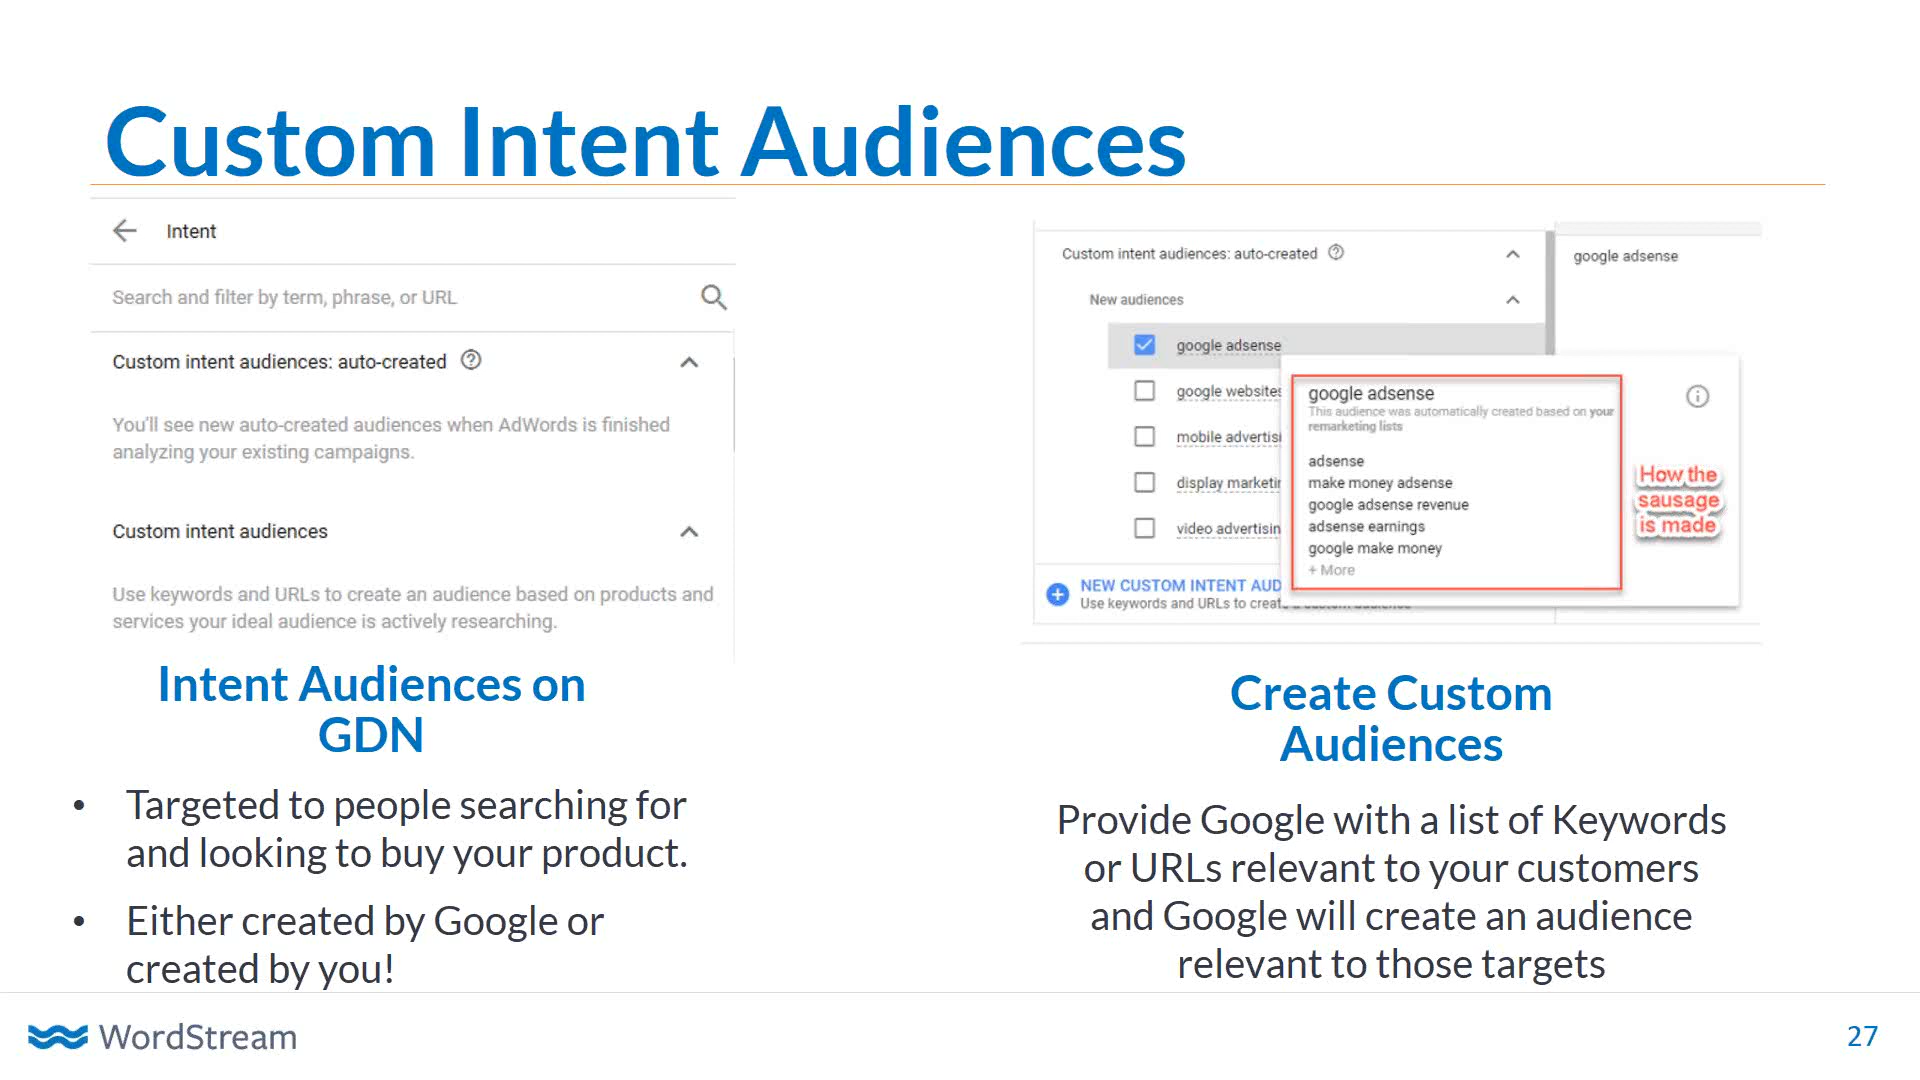 Custom Intent Audiences
Intent
Search and filter by term, phrase, or URL
Custom intent audiences: auto-created
You'll see new auto-created audiences when AdWords is finished
analyzing your existing campaigns.
Custom intent audiences
Use keywords and URLs to create an audience based on products and
services your ideal audience is actively researching.
Intent Audiences on
GDN
• Targeted to people searching for
and looking to buy your product.
• Either created by Google or
created by you!
Custom intent audiences: auto-created
New audiences
google adsense
google websites
mobile advertisi
display marketin
video advertisin
NEW CUSTOM INTENT AUD
Use keywords and URLs to create a custom audience
google adsense
google adsense
This audience was automatically created based on your
remarketing lists
adsense
make money adsense
google adsense revenue
adsense earnings
google make money
+ More
How the
sausage
is made
Create Custom
Audiences
Provide Google with a list of Keywords
or URLs relevant to your customers
and Google will create an audience
relevant to those targets
WordStream
27